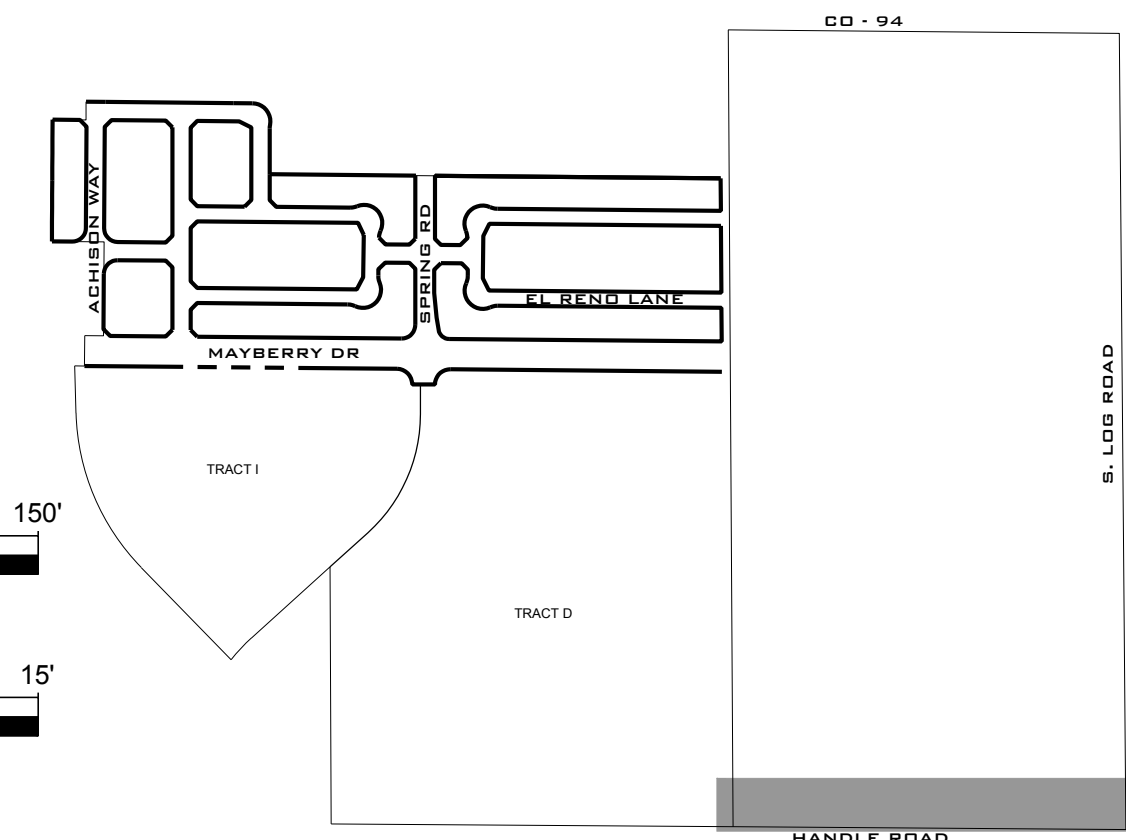 CO - 94
ACHISON WAY
SPRING RD
EL RENO LANE
MAYBERRY DR
S. LOG ROAD
TRACT I
150'
TRACT D
15'
HANDLE ROAD